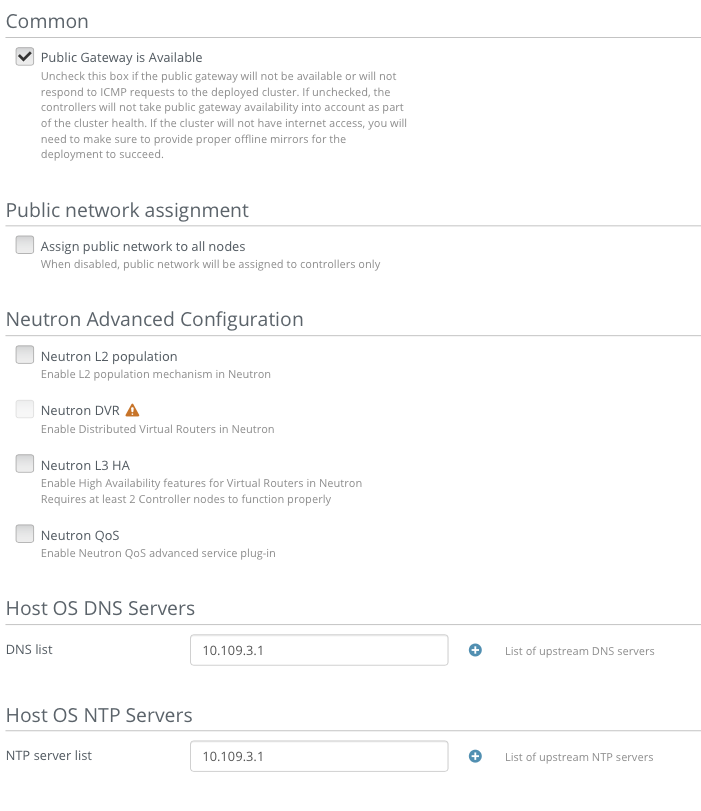 Common
Public Gateway is Available
Uncheck this box if the public gateway will not be available or will not
respond to ICMP requests to the deployed cluster. If unchecked, the
controllers will not take public gateway availability into account as part
of the cluster health. If the cluster will not have internet access, you will
need to make sure to provide proper offline mirrors for the
deployment to succeed.
Public network assignment
Assign public network to all nodes
When disabled, public network will be assigned to controllers only
Neutron Advanced Configuration
Neutron L2 population
Enable L2 population mechanism in Neutron
Neutron DVR
Enable Distributed Virtual Routers in Neutron
Neutron L3 HA
Enable High Availability features for Virtual Routers in Neutron
Requires at least 2 Controller nodes to function properly
Neutron QoS
Enable Neutron QoS advanced service plug-in
Host OS DNS Servers
DNS list 10.109.3.1 List of upstream DNS servers
Host OS NTP Servers
NTP server list 10.109.3.1 List of upstream NTP servers